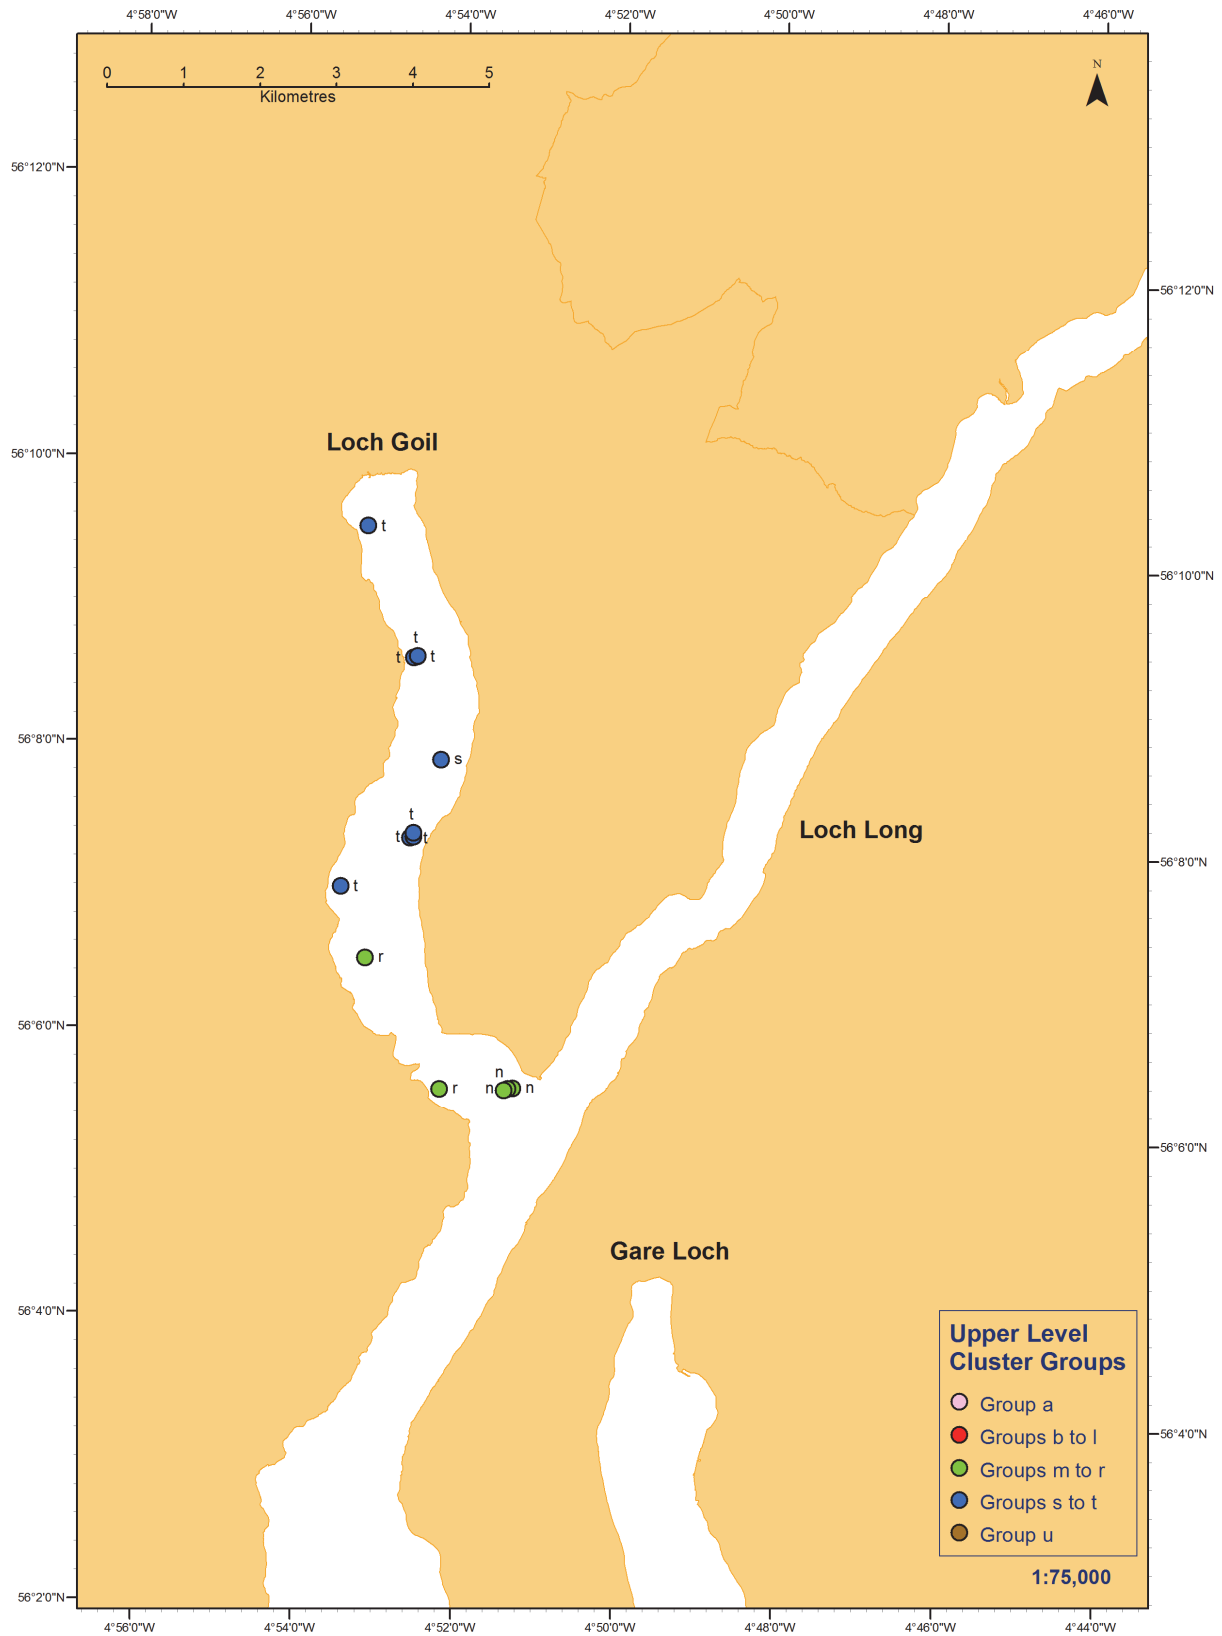 4°58'0"W 4°56'0"W 4°54'0"W 4°52'0"W 4°50'0"W 4°48'0"W 4°46'0"W
0 1 2 3 4 5
Kilometres
N
56°12'0"N
56°12'0"N
Loch Goil
56°10'0"N
t
56°10'0"N
t
t t
56°8'0"N
s
t
t t
Loch Long
56°8'0"N
t
r
56°6'0"N
n
r n n
56°6'0"N
Gare Loch
56°4'0"N
Upper Level
Cluster Groups
Group a
Groups b to l
Groups m to r
Groups s to t
Group u
56°4'0"N
1:75,000
56°2'0"N
4°56'0"W 4°54'0"W 4°52'0"W 4°50'0"W 4°48'0"W 4°46'0"W 4°44'0"W